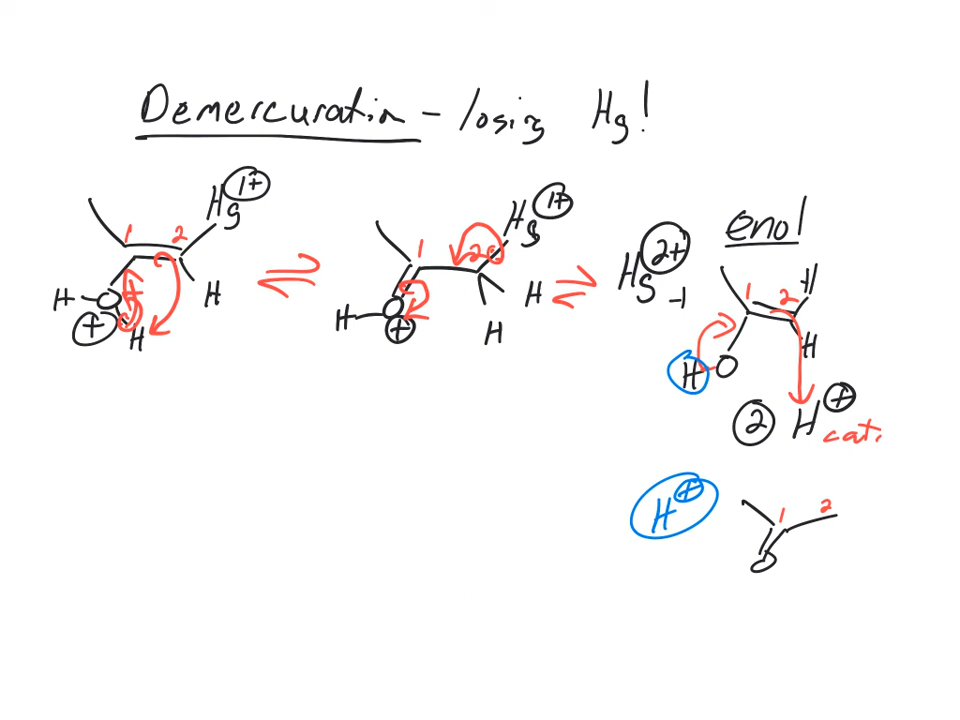 Demercuration – losing Hg!
Hg 1+
1 2
H O H
+
H
Hg 1+
1 2
H O
+
H
H
Hg 2+
enol
H
1 2
H
H O
2 H +
cat.
H +
1 2
O